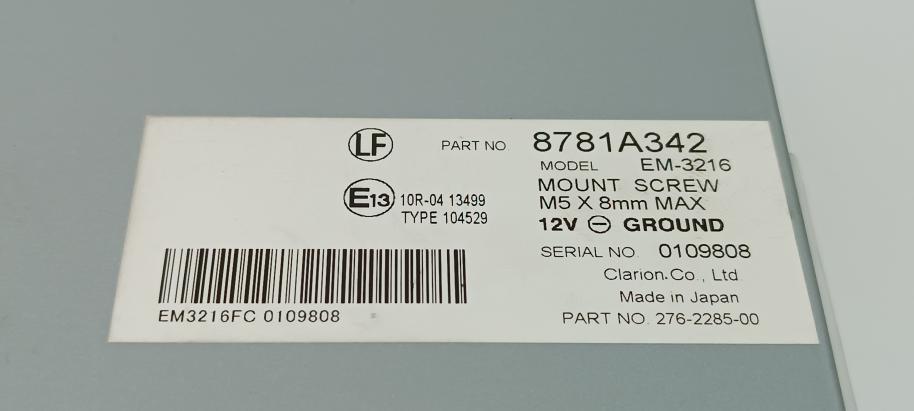 LF
PART NO. 8781A342
MODEL EM-3216
E13 10R-04 13499
TYPE 104529
MOUNT SCREW
M5 X 8mm MAX
12V ⊖ GROUND
SERIAL NO. 0109808
Clarion.Co., Ltd.
Made in Japan
PART NO. 276-2285-00
EM3216FC 0109808